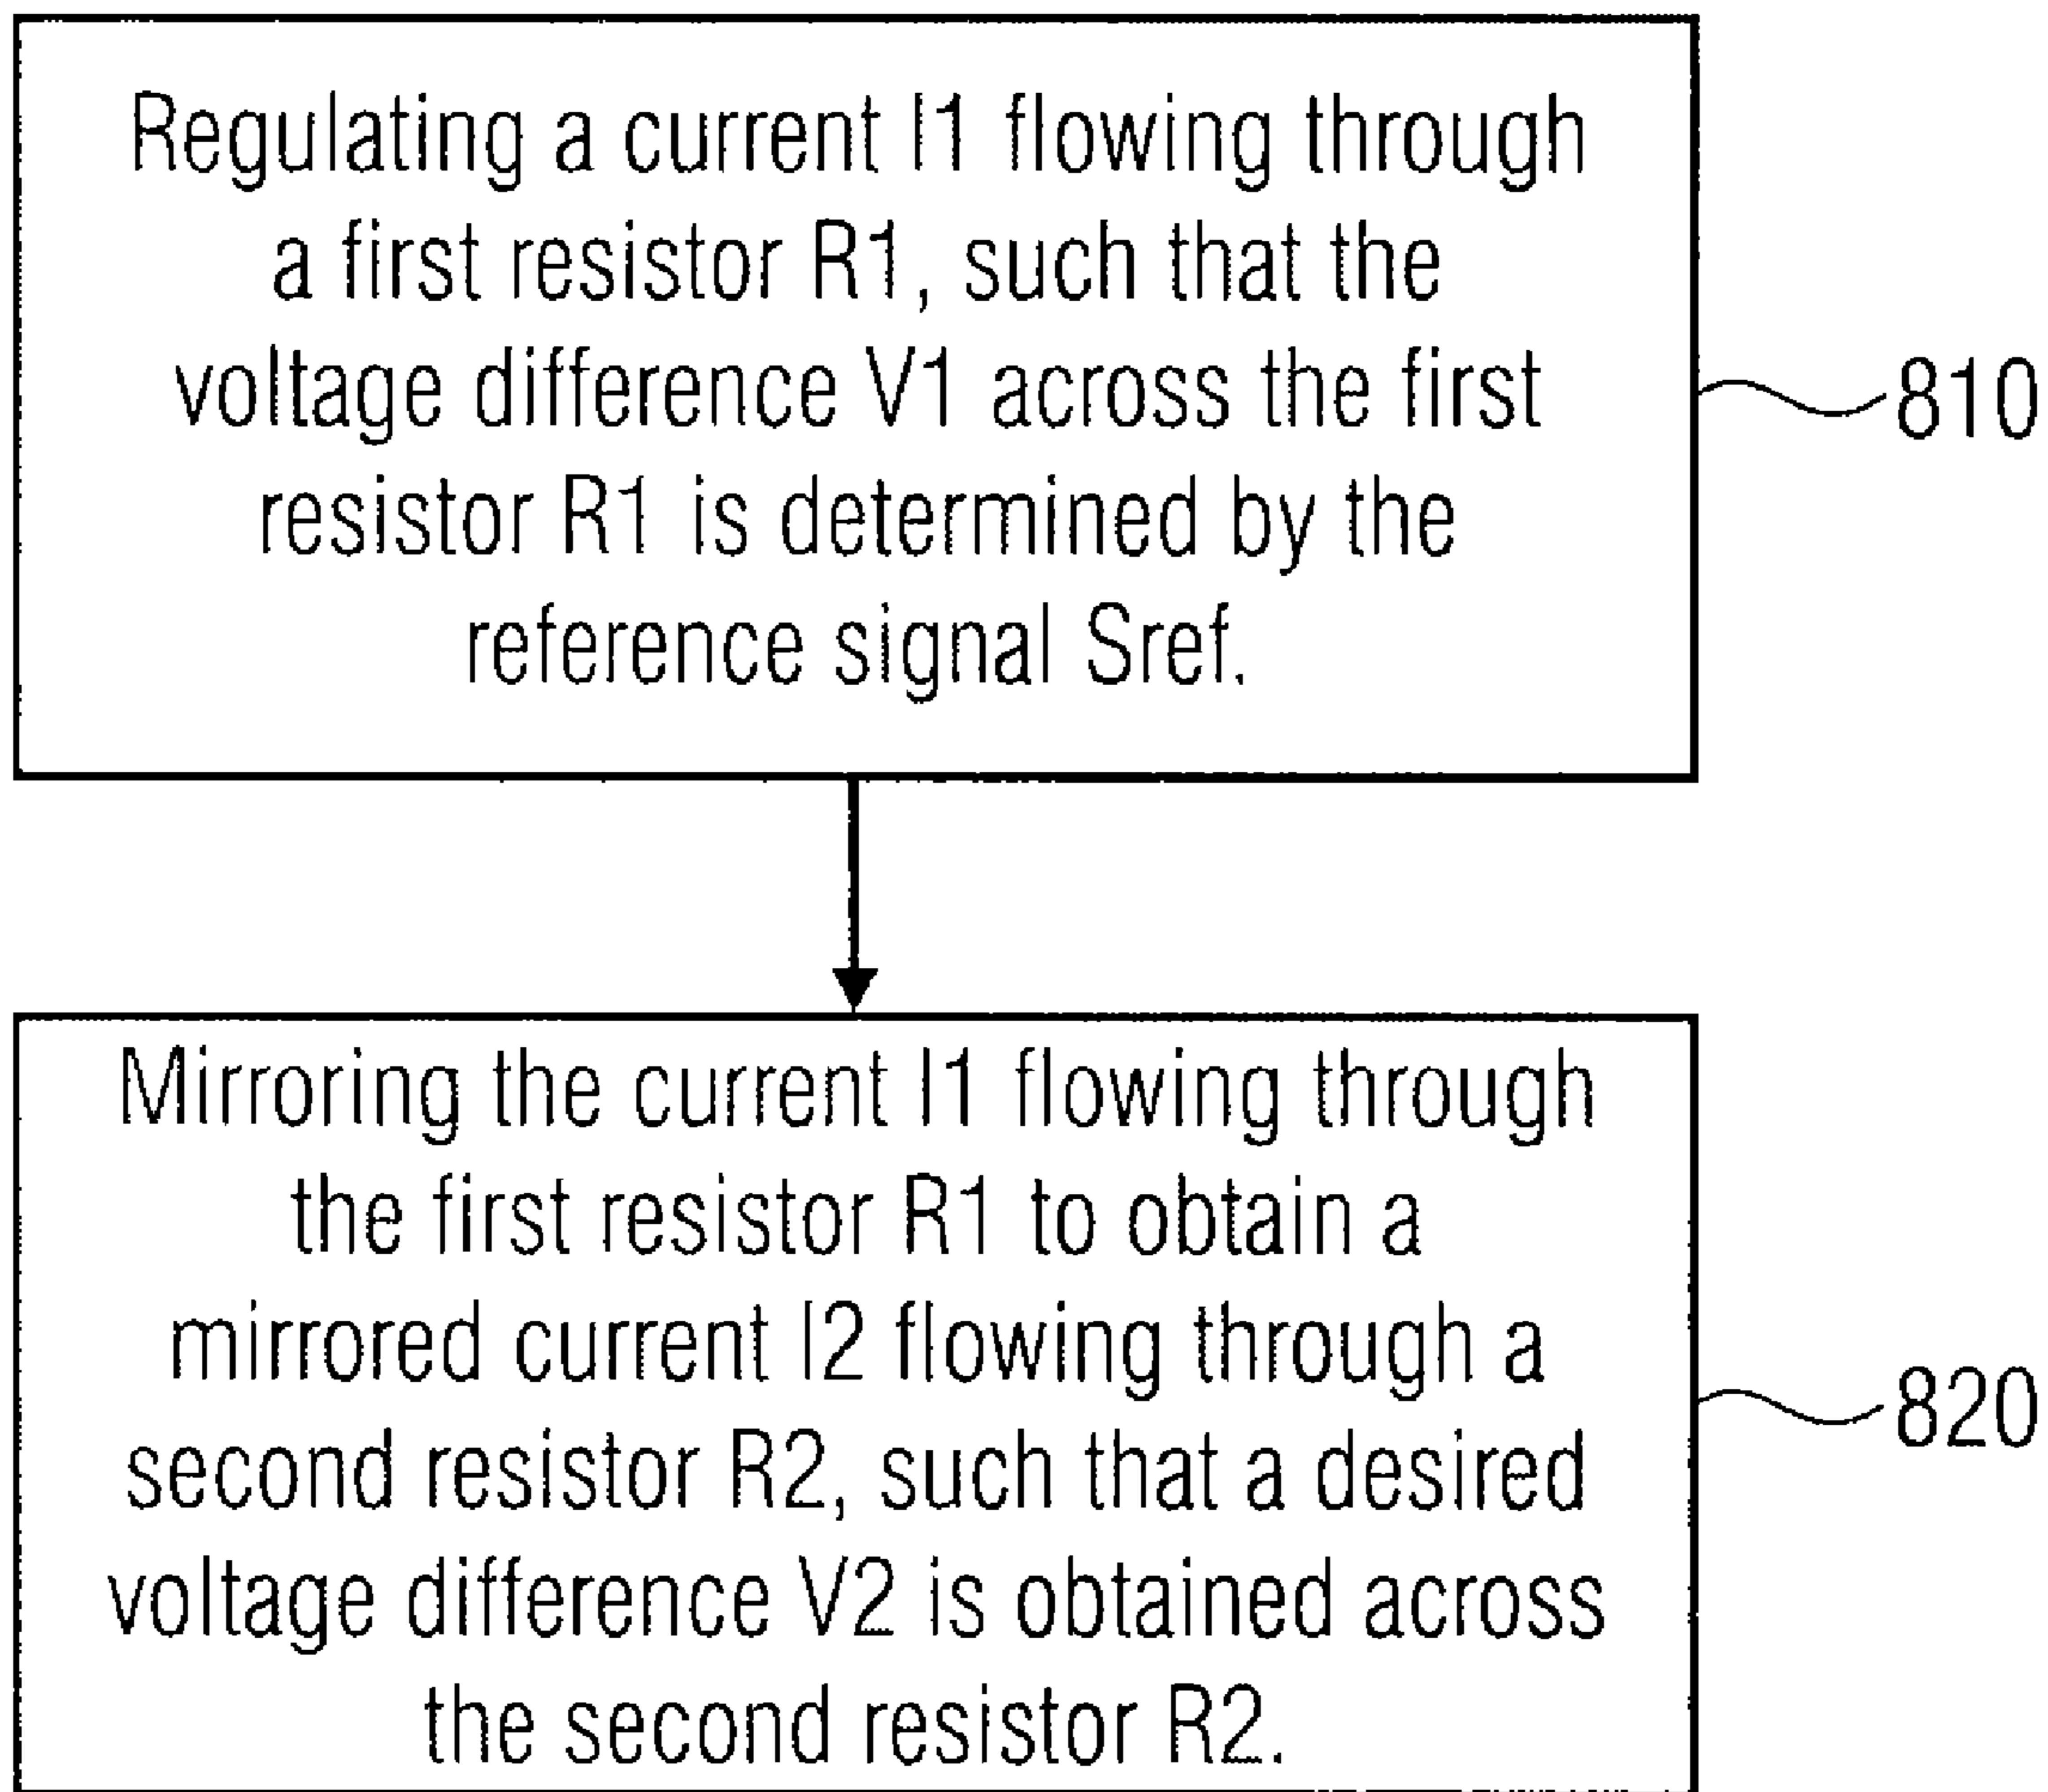 Regulating a current I1 flowing through
a first resistor R1, such that the
voltage difference V1 across the first
resistor R1 is determined by the
reference signal Sref.
810
Mirroring the current I1 flowing through
the first resistor R1 to obtain a
mirrored current I2 flowing through a
second resistor R2, such that a desired
voltage difference V2 is obtained across
the second resistor R2.
820